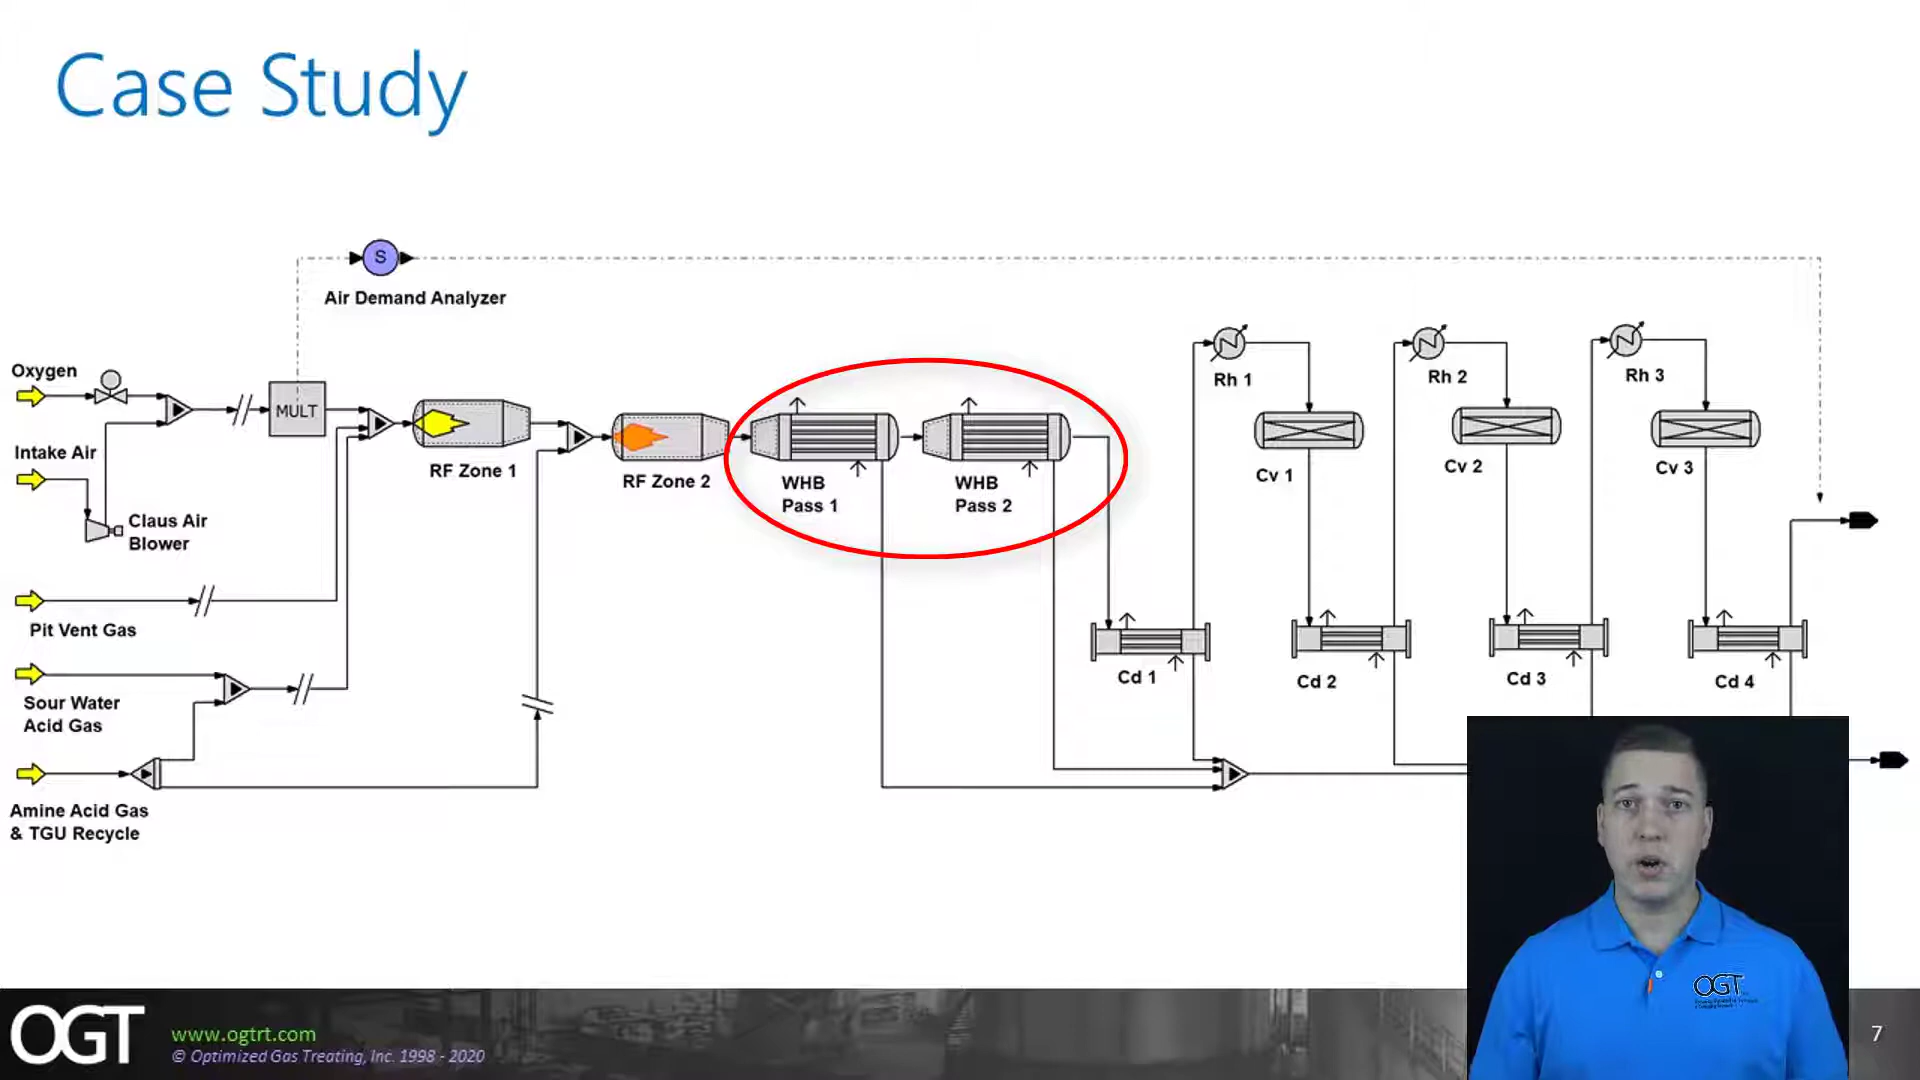 Case Study
S
Air Demand Analyzer
Oxygen
MULT
Intake Air
Claus Air
Blower
RF Zone 1
RF Zone 2
WHB
Pass 1
WHB
Pass 2
Rh 1
Rh 2
Rh 3
Cv 1
Cv 2
Cv 3
Pit Vent Gas
Sour Water
Acid Gas
Amine Acid Gas
& TGU Recycle
Cd 1
Cd 2
Cd 3
Cd 4
OGT
OGT
www.ogtrt.com
© Optimized Gas Treating, Inc. 1998 - 2020
7